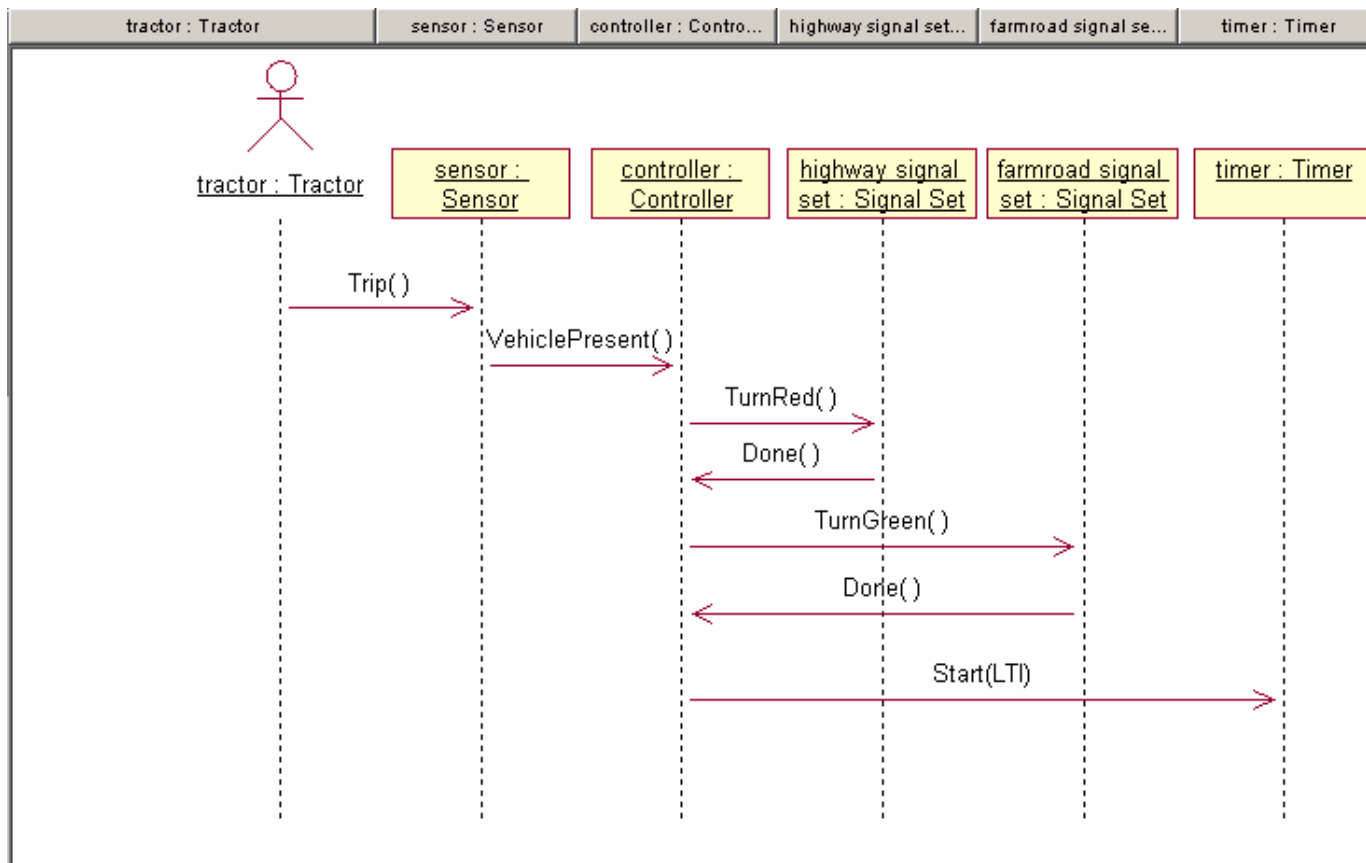 tractor : Tractor
sensor : Sensor
controller : Contro...
highway signal set...
farmroad signal se...
timer : Timer
tractor : Tractor
sensor :
Sensor
controller :
Controller
highway signal
set : Signal Set
farmroad signal
set : Signal Set
timer : Timer
Trip( )
VehiclePresent( )
TurnRed( )
Done( )
TurnGreen( )
Done( )
Start(LTI)